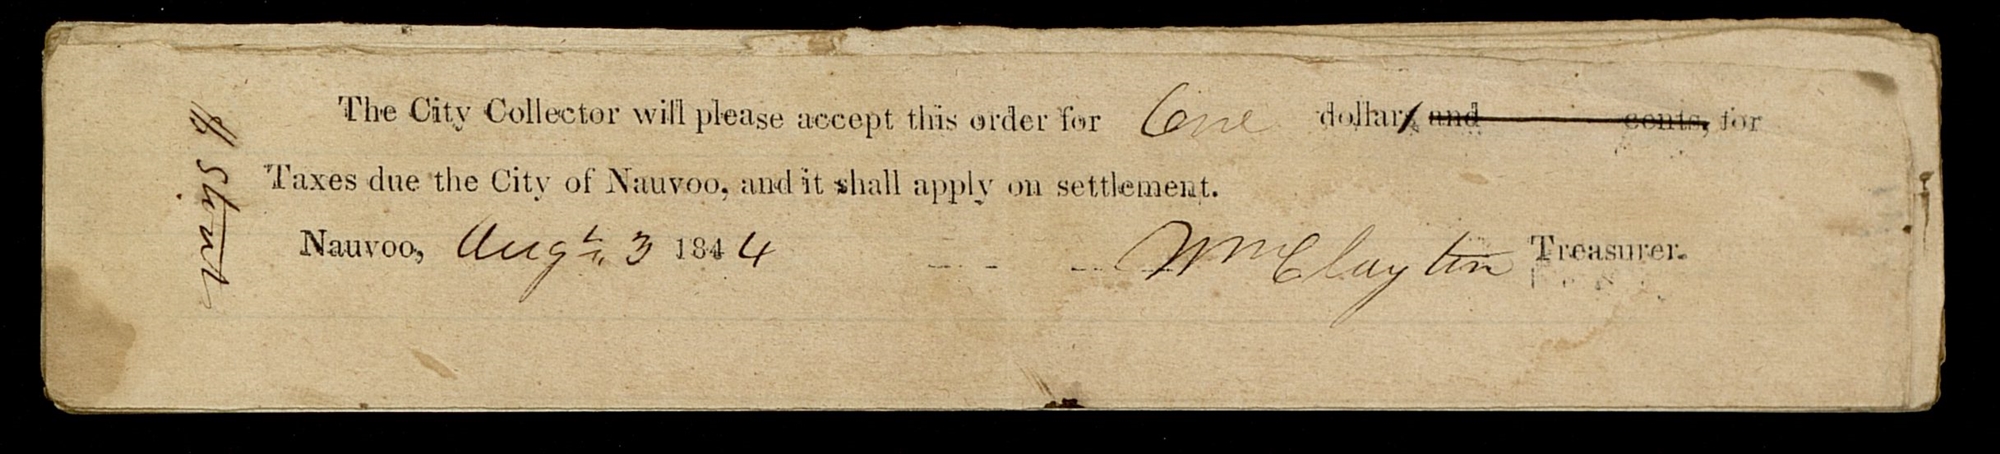 The City Collector will please accept this order for One dollar, and cents, for
Taxes due the City of Nauvoo, and it shall apply on settlement.
Nauvoo, Augt. 3 1844 Wm Clayton Treasurer.
H Stout